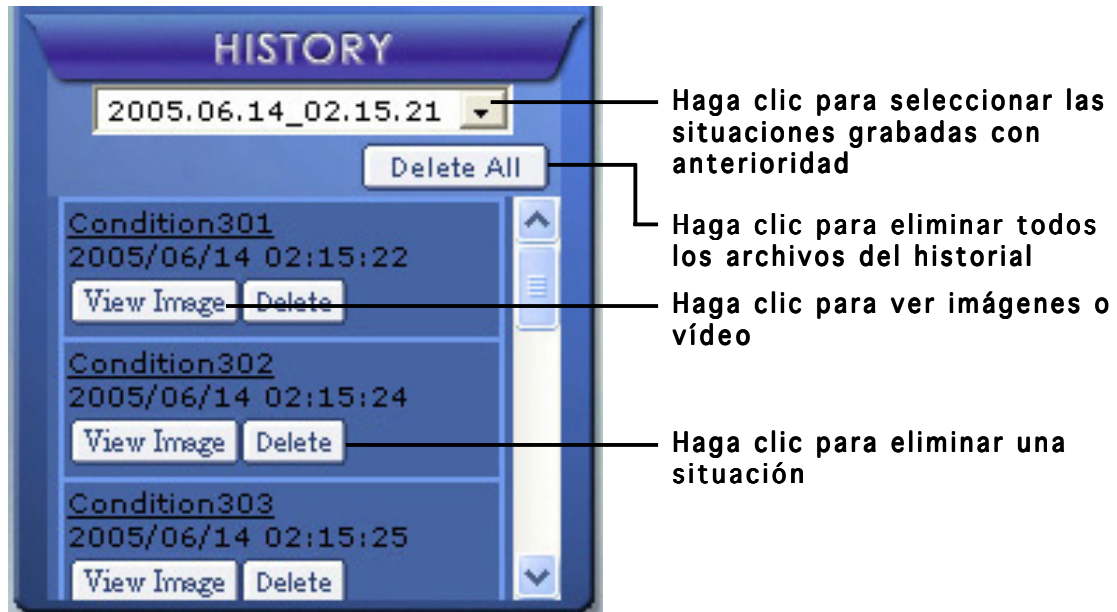 HISTORY
2005.06.14_02.15.21
Delete All
Condition301
2005/06/14 02:15:22
View Image Delete
Condition302
2005/06/14 02:15:24
View Image Delete
Condition303
2005/06/14 02:15:25
View Image Delete
Haga clic para seleccionar las
situaciones grabadas con
anterioridad
Haga clic para eliminar todos
los archivos del historial
Haga clic para ver imágenes o
vídeo
Haga clic para eliminar una
situación